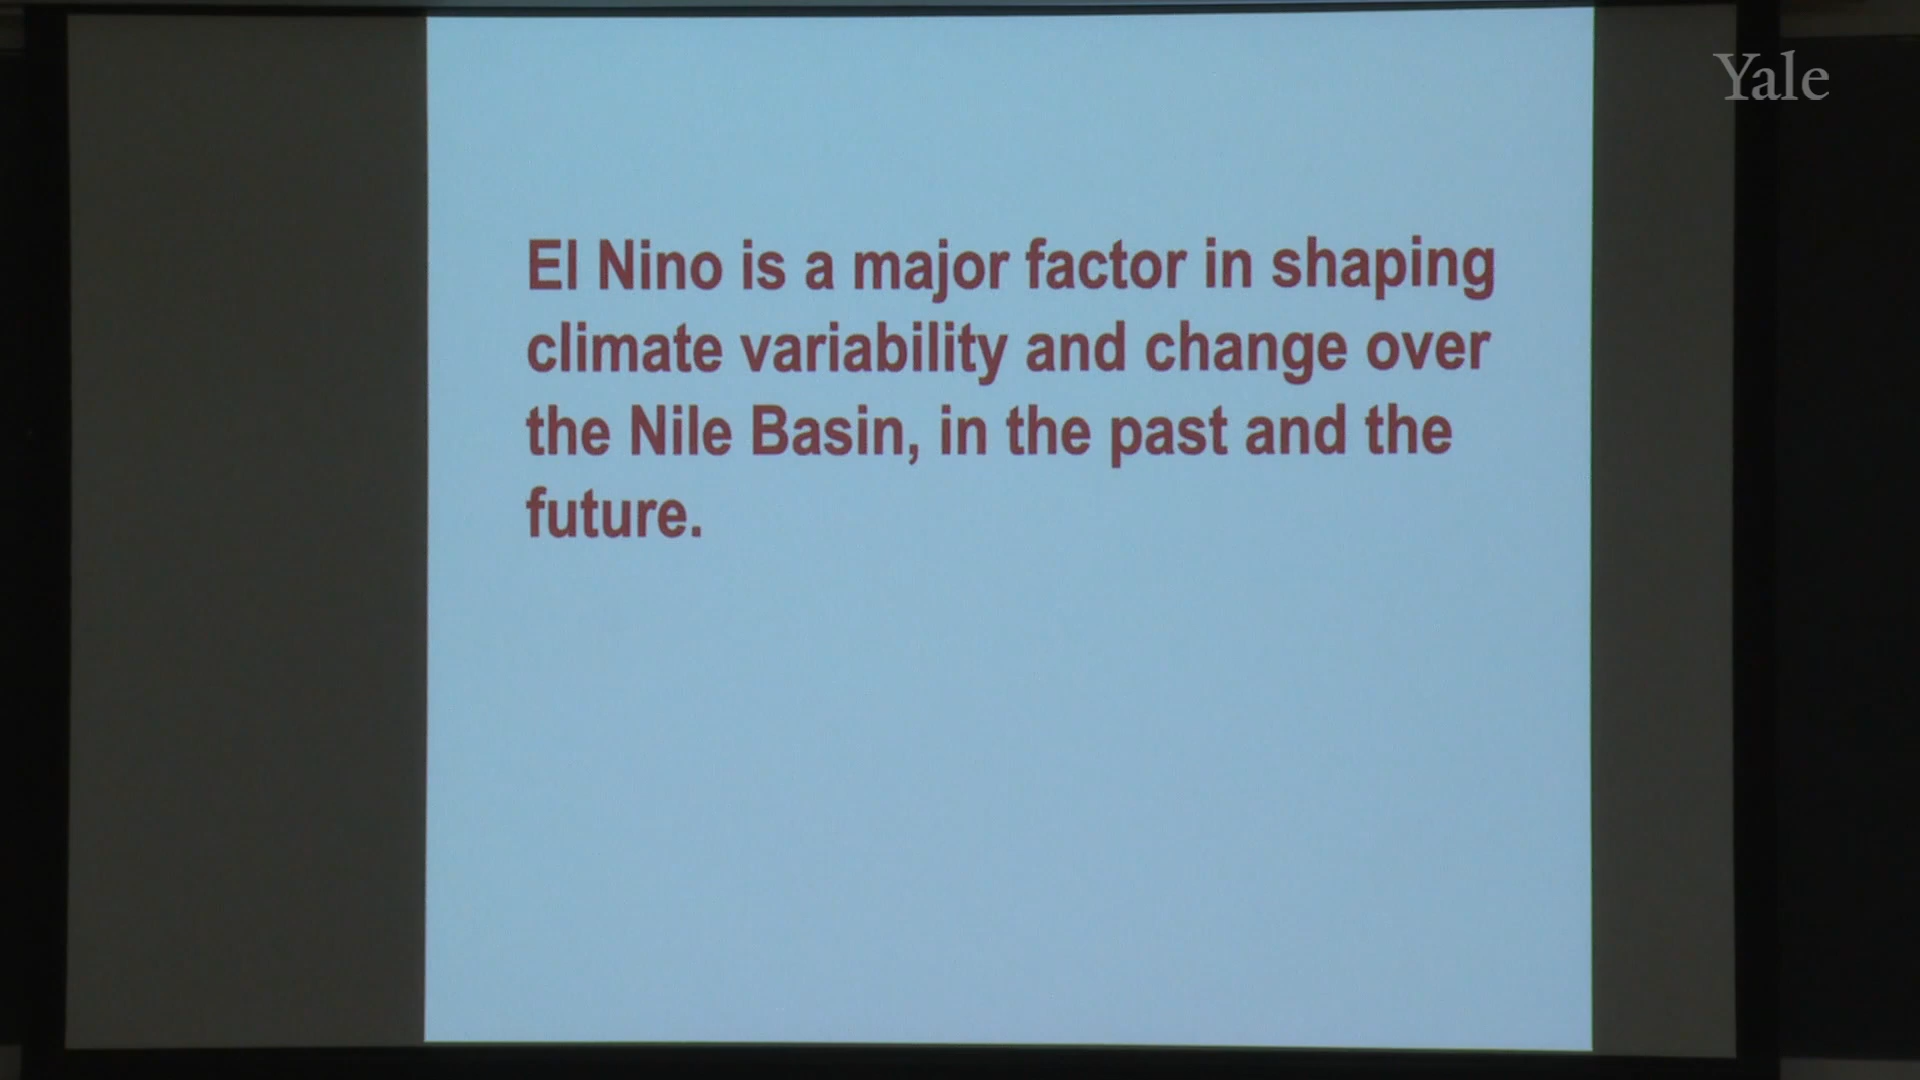 Yale
El Nino is a major factor in shaping
climate variability and change over
the Nile Basin, in the past and the
future.